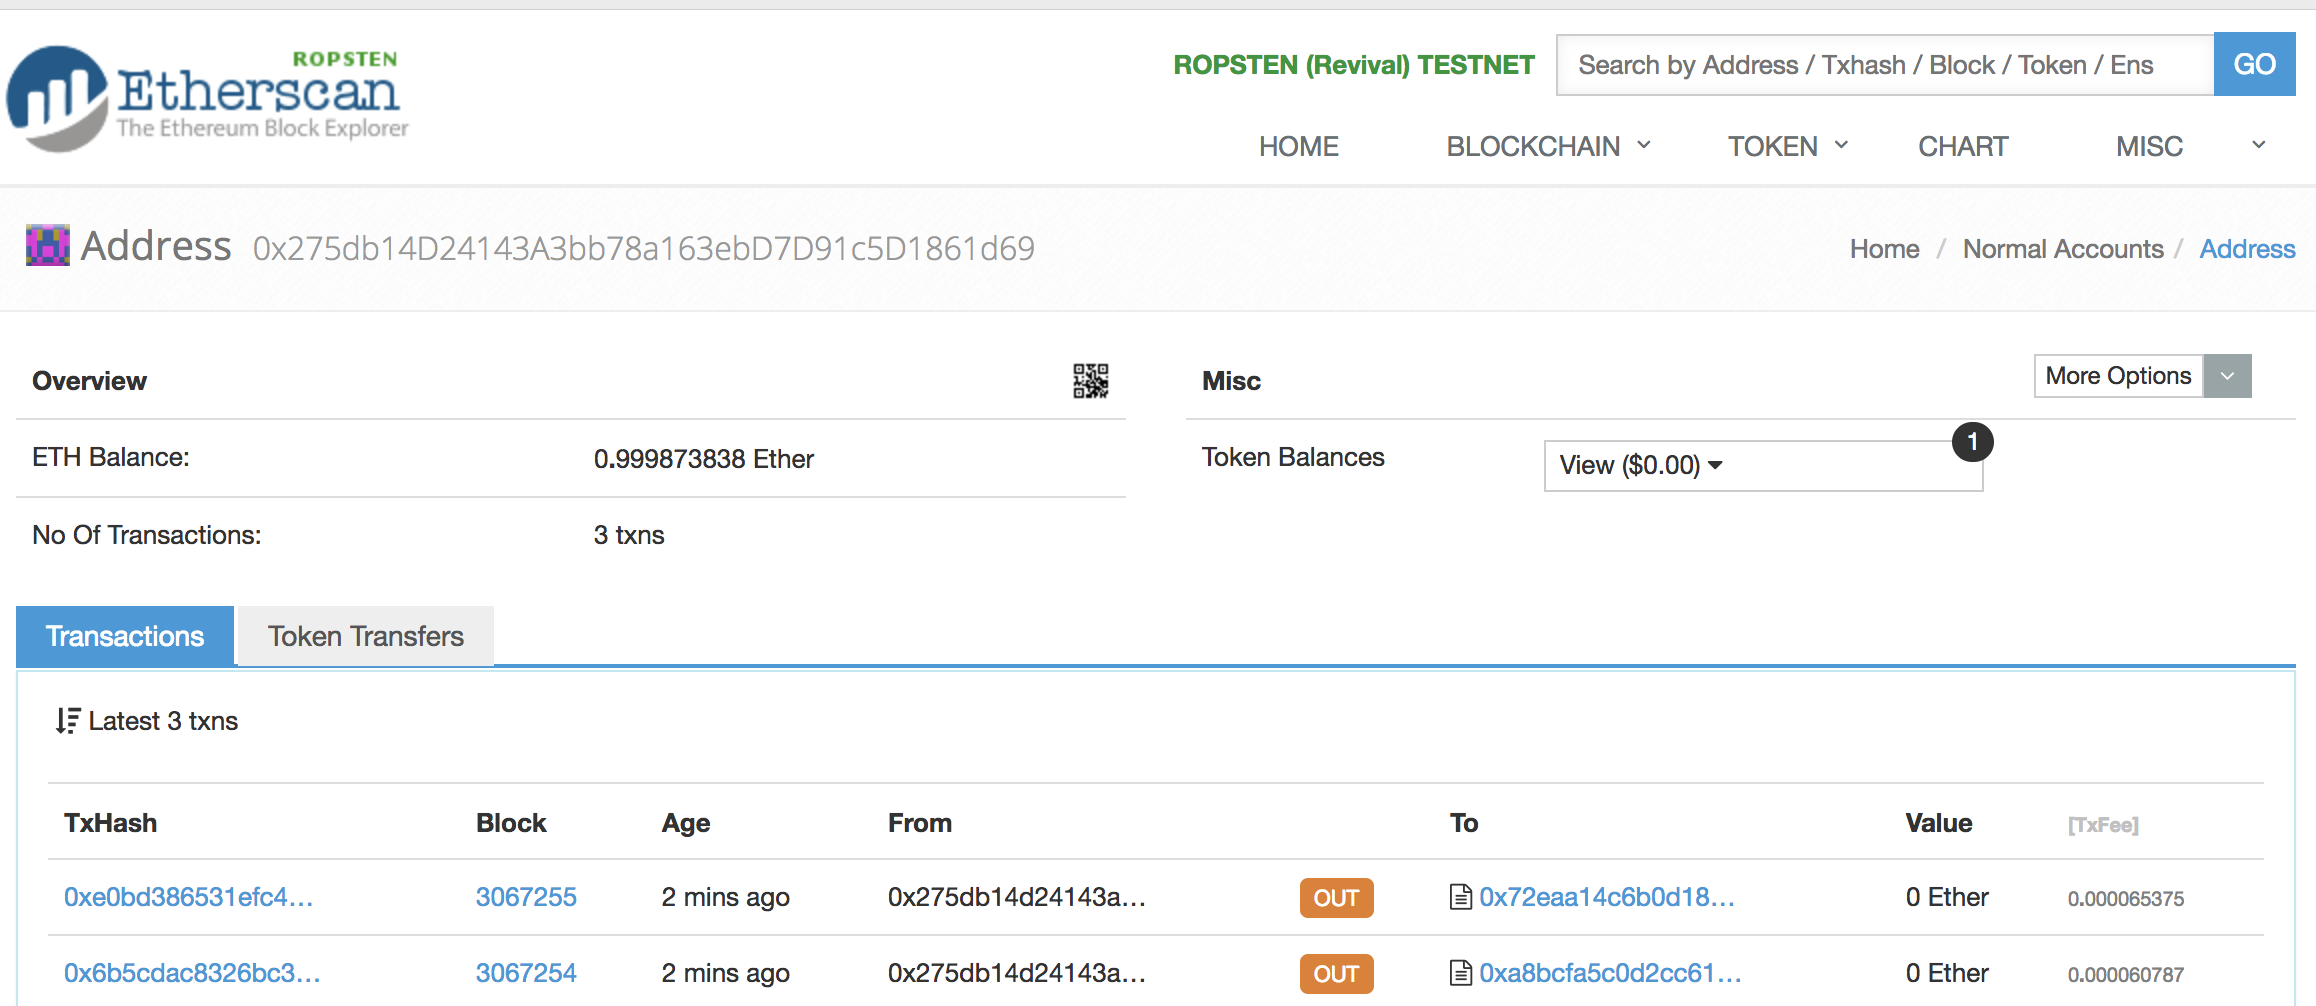 ROPSTEN
Etherscan
The Ethereum Block Explorer
ROPSTEN (Revival) TESTNET
Search by Address / Txhash / Block / Token / Ens
GO
HOME BLOCKCHAIN TOKEN CHART MISC
Address 0x275db14D24143A3bb78a163ebD7D91c5D1861d69
Home / Normal Accounts / Address
Overview
Misc
More Options
ETH Balance: 0.999873838 Ether
Token Balances View ($0.00) 1
No Of Transactions: 3 txns
Transactions Token Transfers
Latest 3 txns
TxHash Block Age From To Value [TxFee]
0xe0bd386531efc4... 3067255 2 mins ago 0x275db14d24143a... OUT 0x72eaa14c6b0d18... 0 Ether 0.000065375
0x6b5cdac8326bc3... 3067254 2 mins ago 0x275db14d24143a... OUT 0xa8bcfa5c0d2cc61... 0 Ether 0.000060787